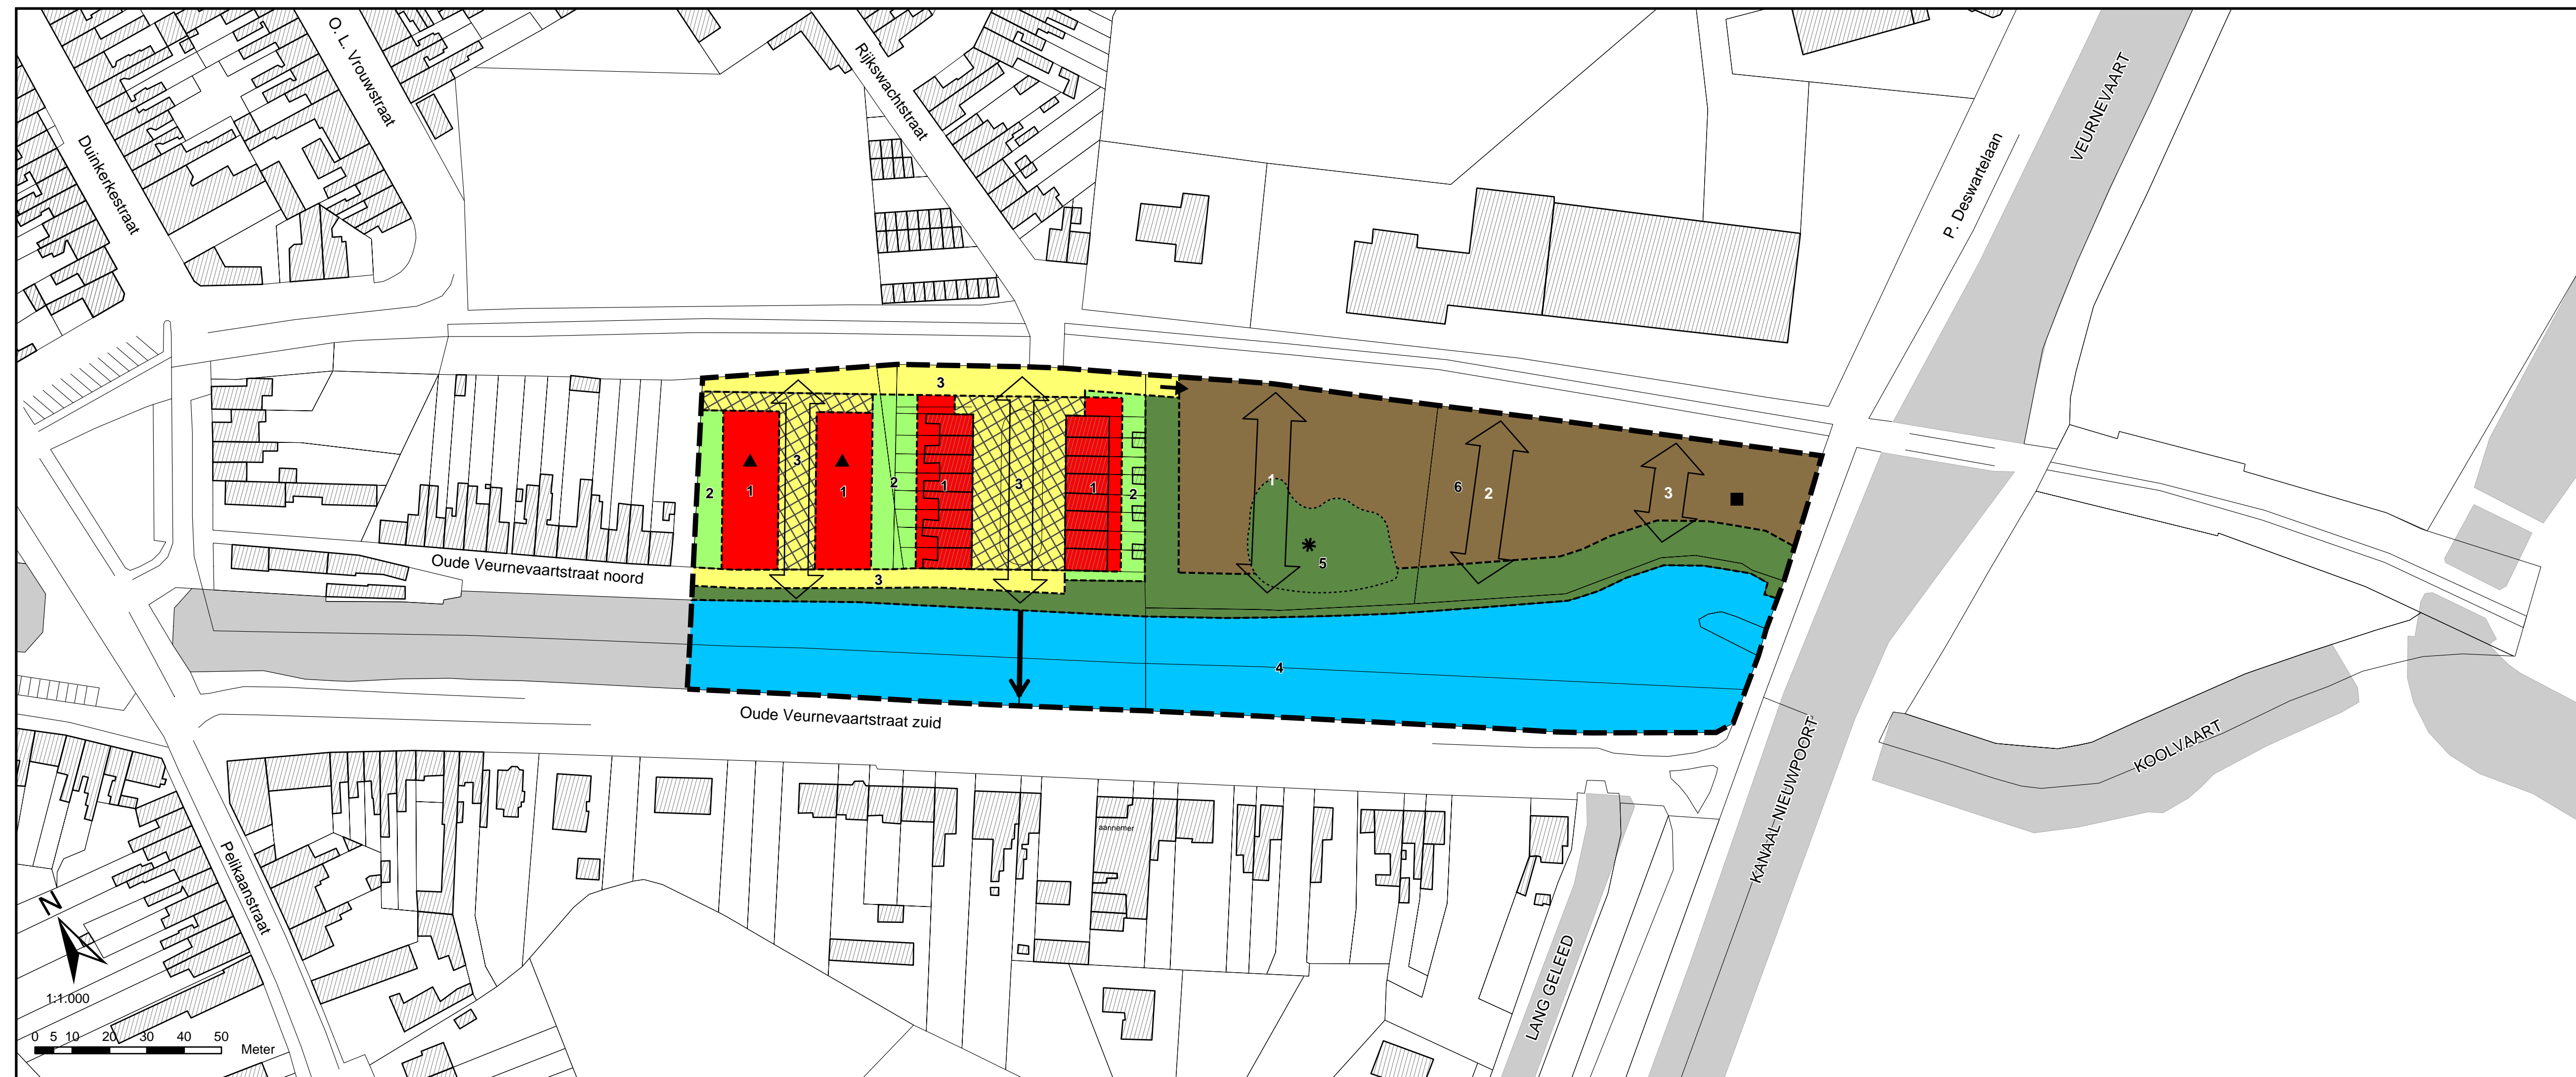 O. L. Vrouwstraat
Rijkswachtstraat
VEURNEVAART
Duinkerkestraat
P. Deswartelaan
3
3
3
1
1
2
2
1
3
1
2
1
6
2
3
5
3
4
Oude Veurnevaartstraat noord
Oude Veurnevaartstraat zuid
KOOLVAART
KANAAL NIEUWPOORT
aannemer
Pelikaanstraat
LANG GELEED
N
1:1.000
0 5 10 20 30 40 50
Meter